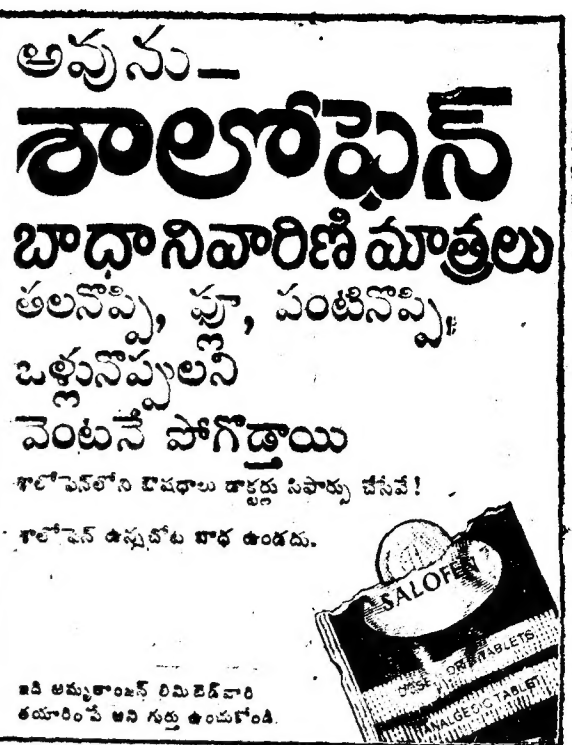 అవును—
శాలోఫెన్
బాధానివారిణి మాత్రలు
తలనొప్పి, ఫ్లూ, పంటినొప్పి,
ఒళ్లునొప్పులని
వెంటనే పోగొడ్తాయి
శాలోఫెన్‌లోని ఔషధాలు డాక్టర్లు సిఫార్సు చేసేవే!
శాలోఫెన్ ఉన్నచోట బాధ ఉండదు.
SALOFEN
TABLETS
ANALGESIC TABLET
ఇది అమృతాంజన్ లిమిటెడ్‌వారి
తయారింపే అని గుర్తు ఉంచుకోండి.